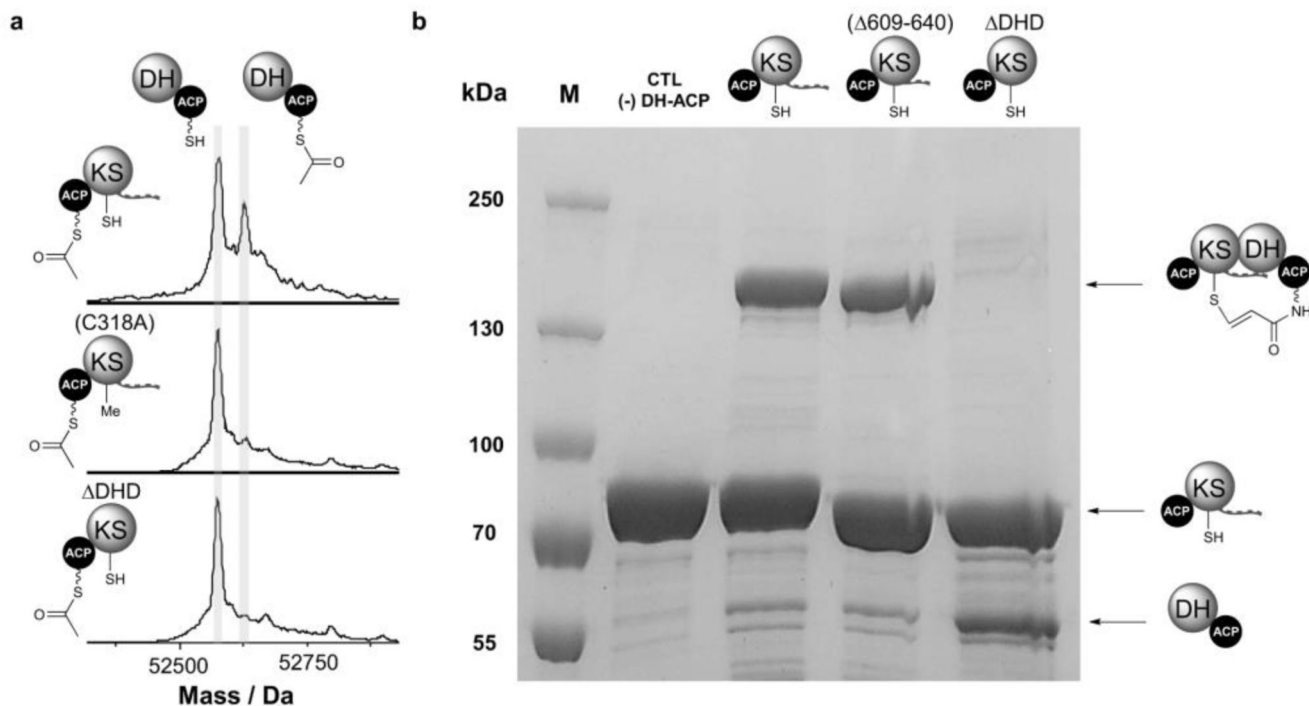 a
DH
ACP
SH
DH
ACP
S
O
KS
ACP
SH
S
O
(C318A)
KS
ACP
Me
S
O
ΔDHD
KS
ACP
SH
S
O
52500 52750
Mass / Da
b
kDa
M
CTL
(-) DH-ACP
KS
ACP
SH
(Δ609-640)
KS
ACP
SH
ΔDHD
KS
ACP
SH
250
130
100
70
55
KS DH
ACP ACP
S NH
O
KS
ACP
SH
DH
ACP